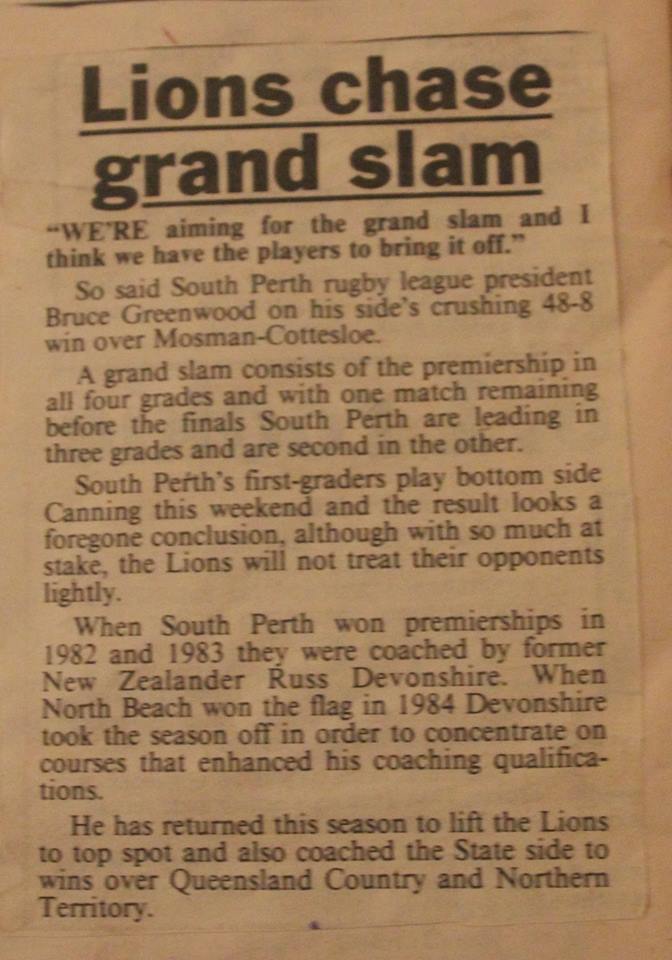 Lions chase
grand slam
“WE’RE aiming for the grand slam and I
think we have the players to bring it off.”
So said South Perth rugby league president
Bruce Greenwood on his side’s crushing 48-8
win over Mosman-Cottesloe.
A grand slam consists of the premiership in
all four grades and with one match remaining
before the finals South Perth are leading in
three grades and are second in the other.
South Perth’s first-graders play bottom side
Canning this weekend and the result looks a
foregone conclusion, although with so much at
stake, the Lions will not treat their opponents
lightly.
When South Perth won premierships in
1982 and 1983 they were coached by former
New Zealander Russ Devonshire. When
North Beach won the flag in 1984 Devonshire
took the season off in order to concentrate on
courses that enhanced his coaching qualifica-
tions.
He has returned this season to lift the Lions
to top spot and also coached the State side to
wins over Queensland Country and Northern
Territory.